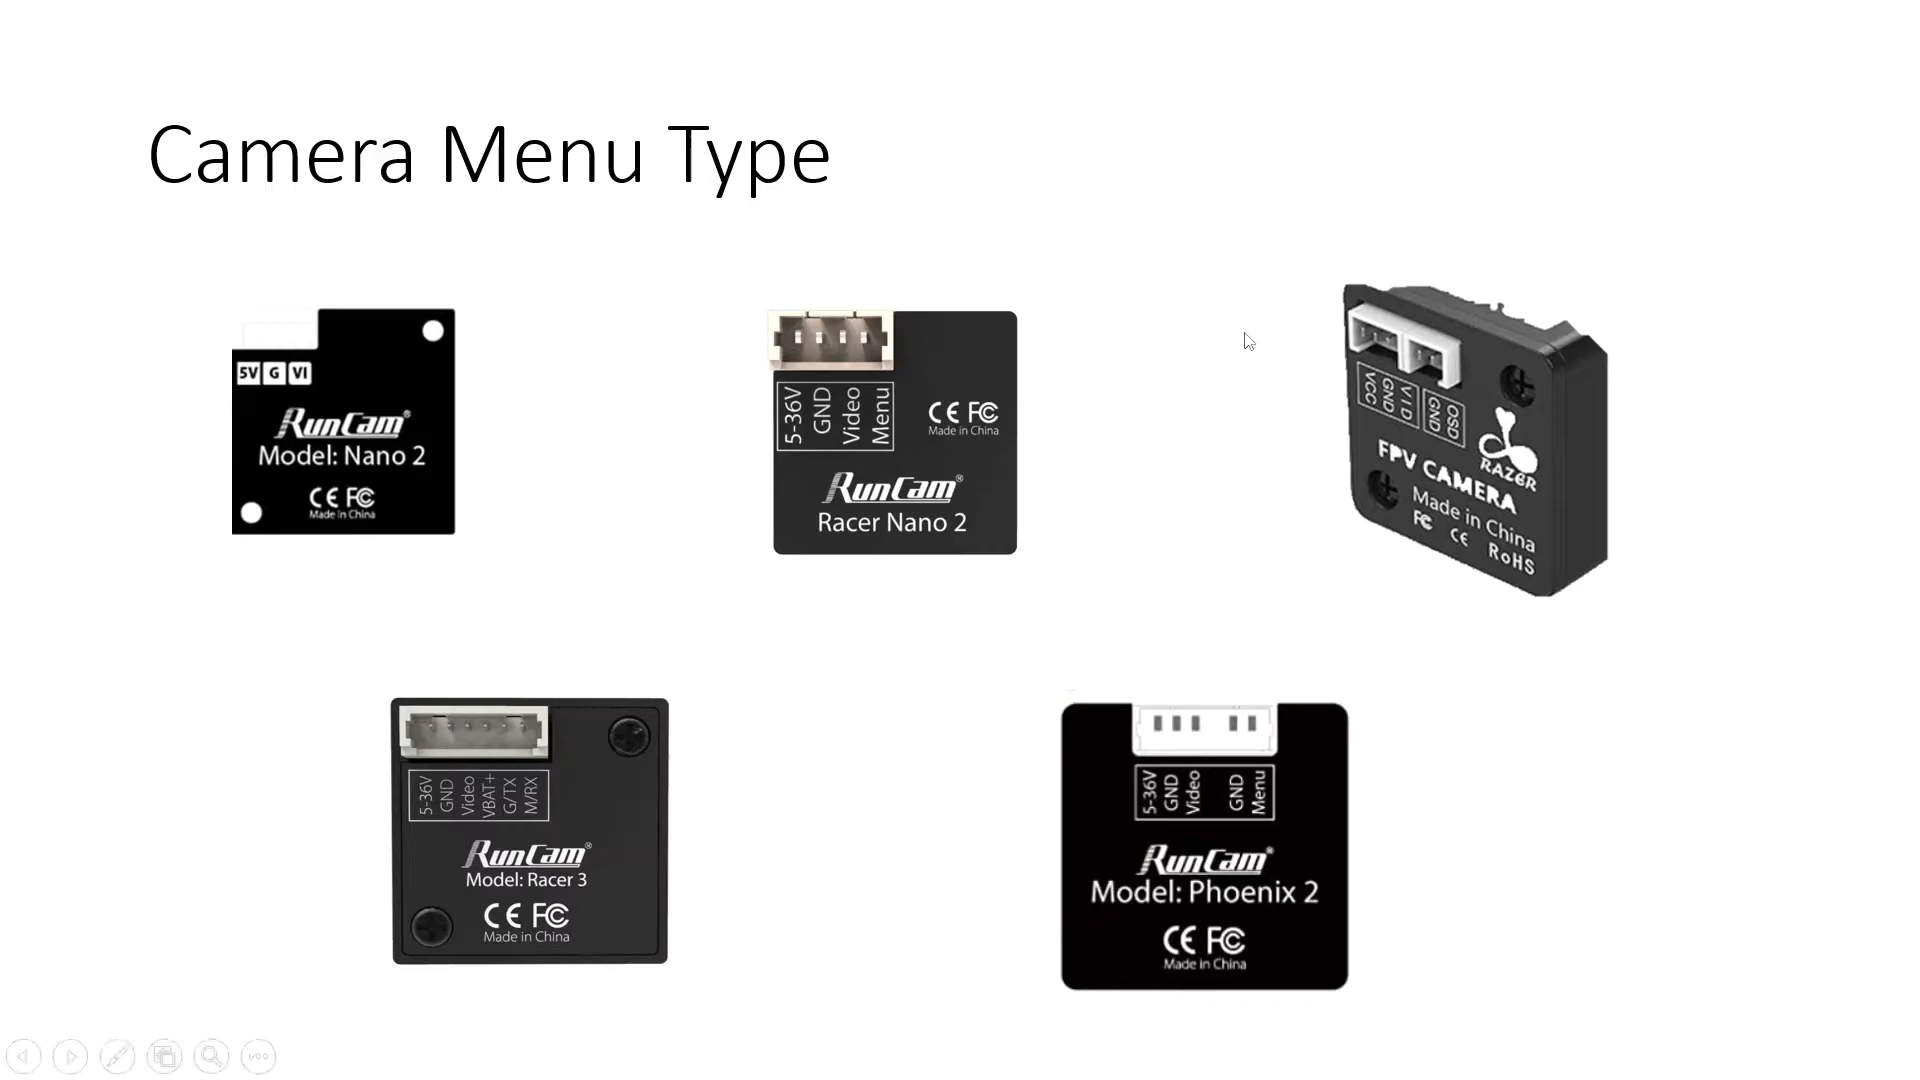 Camera Menu Type
5V G VI
RunCam®
Model: Nano 2
CE FC
Made in China
5-36V
GND
Video
Menu
CE FC
Made in China
RunCam®
Racer Nano 2
VCC
GND
VID
GND
OSD
RAZER
FPV CAMERA
Made in China
FC CE RoHS
5-36V
GND
Video
VBAT+
G/TX
M/RX
RunCam®
Model: Racer 3
CE FC
Made in China
5-36V
GND
Video
GND
Menu
RunCam®
Model: Phoenix 2
CE FC
Made in China